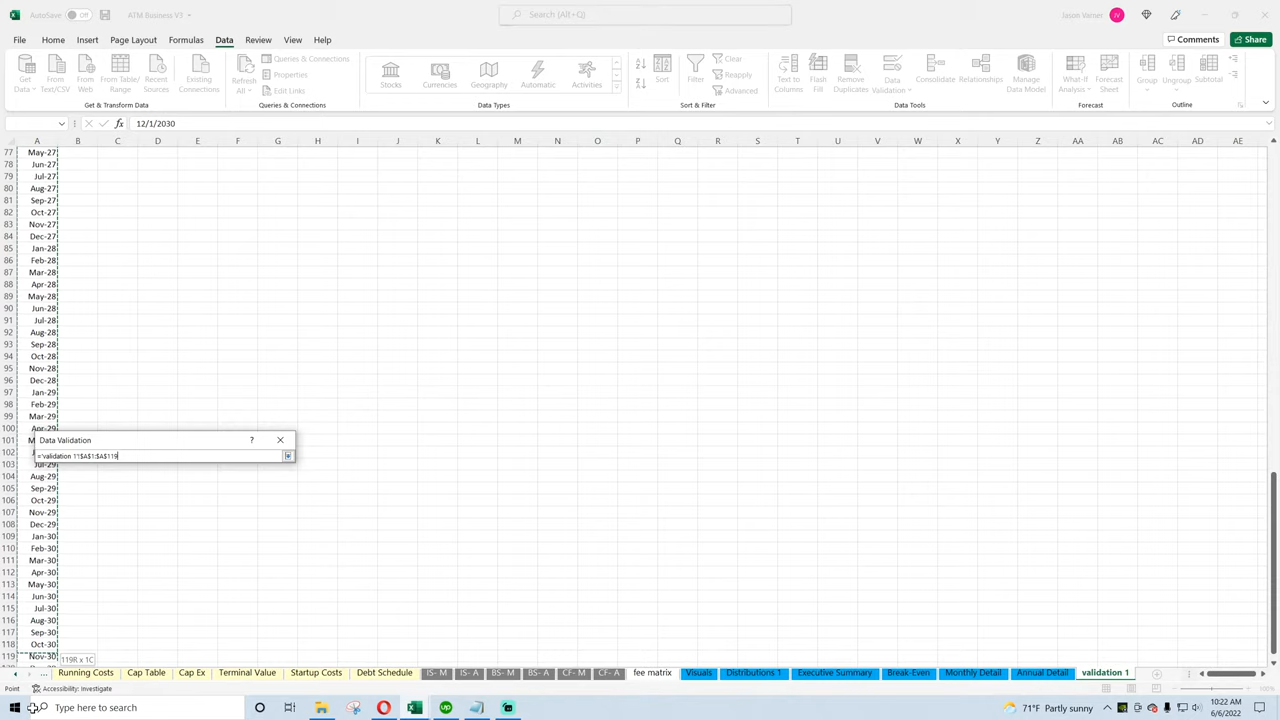 AutoSave Off ATM Business V3 Search (Alt+Q) Jason Varner JV
File Home Insert Page Layout Formulas Data Review View Help Comments Share
Get Data From Text/CSV From Web From Table/Range Recent Sources Existing Connections Refresh All Queries & Connections Properties Edit Links Stocks Currencies Geography Automatic Activities Sort Filter Clear Reapply Advanced Text to Columns Flash Fill Remove Duplicates Data Validation Consolidate Relationships Manage Data Model What-If Analysis Forecast Sheet Group Ungroup Subtotal
Get & Transform Data Queries & Connections Data Types Sort & Filter Data Tools Forecast Outline
fx 12/1/2030
A B C D E F G H I J K L M N O P Q R S T U V W X Y Z AA AB AC AD AE
77 May-27
78 Jun-27
79 Jul-27
80 Aug-27
81 Sep-27
82 Oct-27
83 Nov-27
84 Dec-27
85 Jan-28
86 Feb-28
87 Mar-28
88 Apr-28
89 May-28
90 Jun-28
91 Jul-28
92 Aug-28
93 Sep-28
94 Oct-28
95 Nov-28
96 Dec-28
97 Jan-29
98 Feb-29
99 Mar-29
100 Apr-29
101 M
Data Validation ?
102
='validation 1'!$A$1:$A$119
103 Jul-29
104 Aug-29
105 Sep-29
106 Oct-29
107 Nov-29
108 Dec-29
109 Jan-30
110 Feb-30
111 Mar-30
112 Apr-30
113 May-30
114 Jun-30
115 Jul-30
116 Aug-30
117 Sep-30
118 Oct-30
119 Nov-30 119R x 1C
... Running Costs Cap Table Cap Ex Terminal Valu Startup Costs Debt Schedule IS- M IS- A BS- M BS- A CF- M CF- A fee matrix Visuals Distributions 1 Executive Summary Break-Even Monthly Detail Annual Detail validation 1
Point Accessibility: Investigate 100%
Type here to search 71°F Partly sunny 10:22 AM
6/6/2022